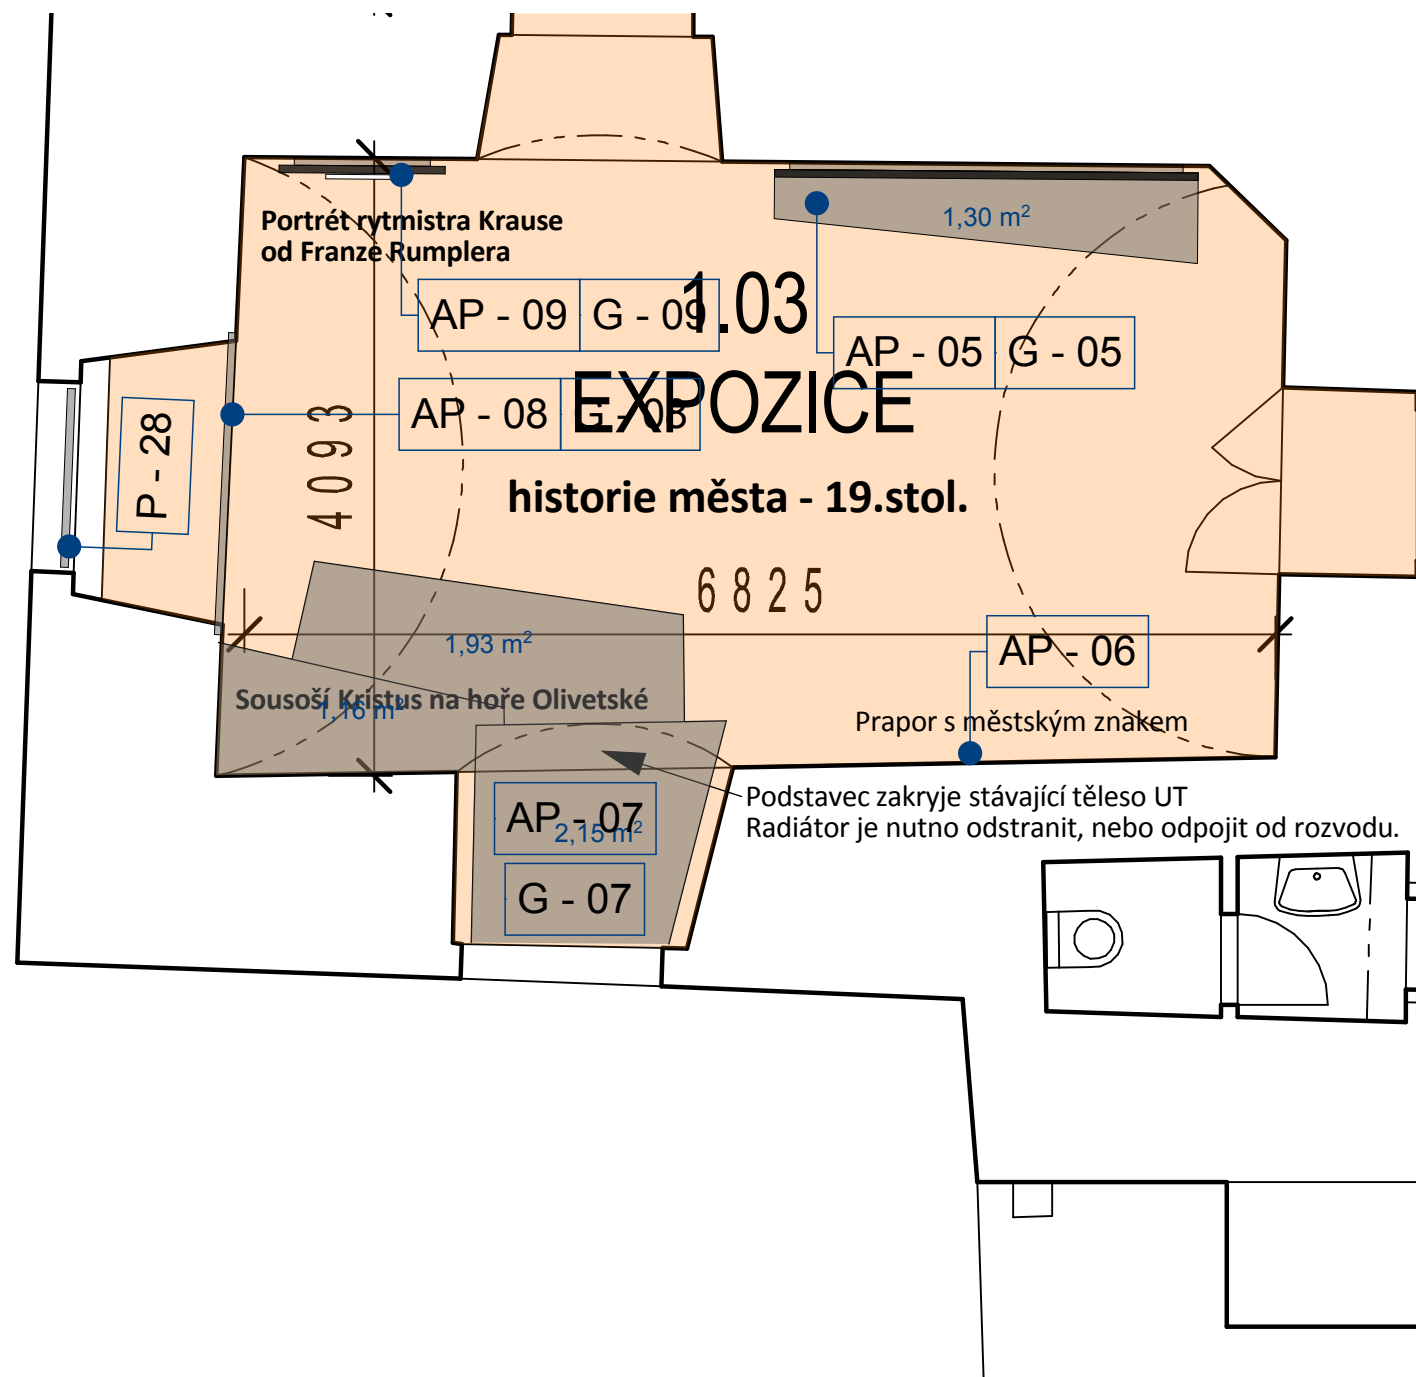 Portrét rytmistra Krause
od Franze Rumplera
1,30 m²
1.03
AP - 09
G - 09
AP - 05
G - 05
EXPOZICE
AP - 08
G - 08
P - 28
4093
historie města - 19.stol.
6825
1,93 m²
AP - 06
Sousoší Kristus na hoře Olivetské
1,16 m²
Prapor s městským znakem
Podstavec zakryje stávající těleso UT
Radiátor je nutno odstranit, nebo odpojit od rozvodu.
AP - 07
2,15 m²
G - 07